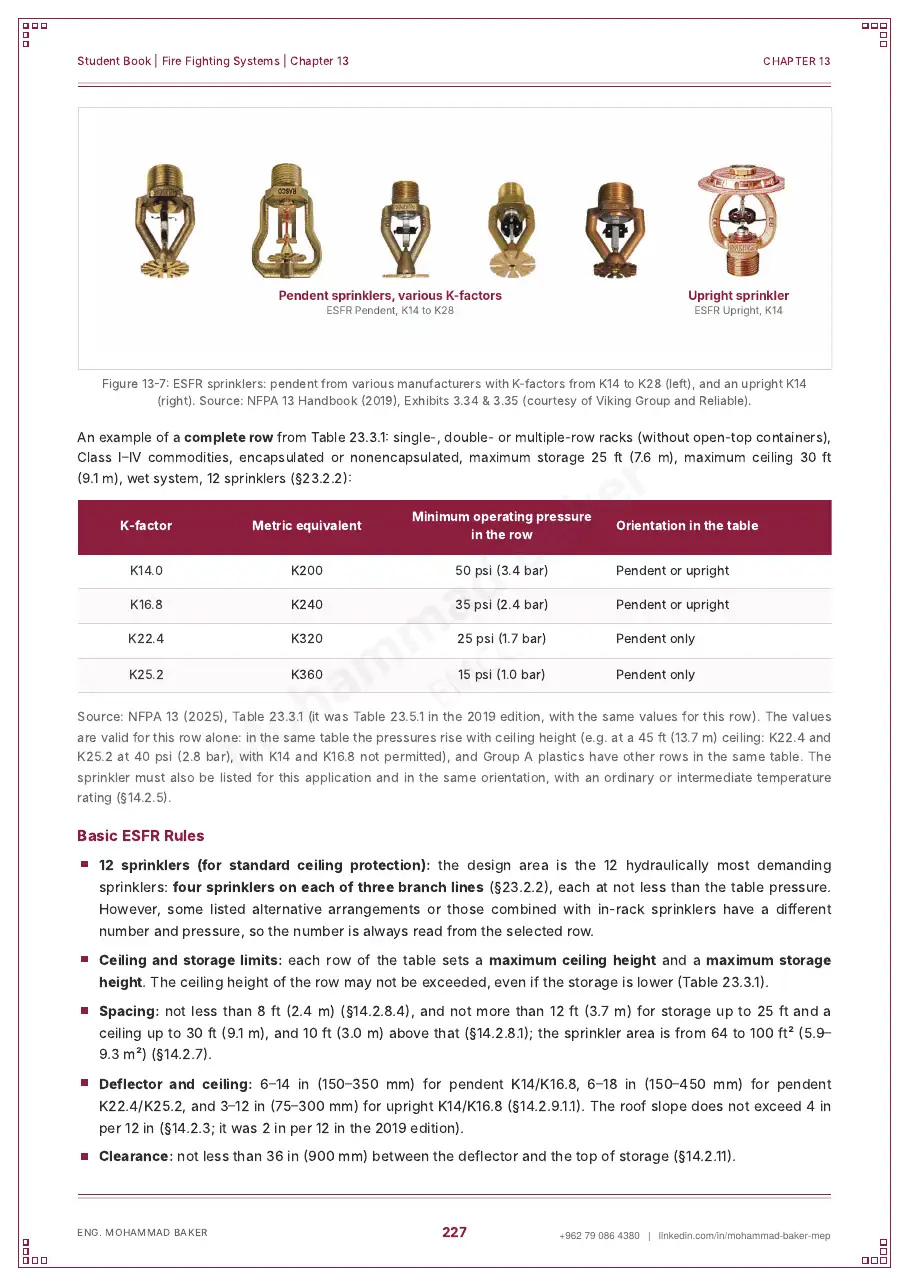 Student Book | Fire Fighting Systems | Chapter 13
CHAPTER 13
RASCO
Pendent sprinklers, various K-factors
ESFR Pendent, K14 to K28
Upright sprinkler
ESFR Upright, K14
Figure 13-7: ESFR sprinklers: pendent from various manufacturers with K-factors from K14 to K28 (left), and an upright K14
(right). Source: NFPA 13 Handbook (2019), Exhibits 3.34 & 3.35 (courtesy of Viking Group and Reliable).
An example of a complete row from Table 23.3.1: single-, double- or multiple-row racks (without open-top containers),
Class I–IV commodities, encapsulated or nonencapsulated, maximum storage 25 ft (7.6 m), maximum ceiling 30 ft
(9.1 m), wet system, 12 sprinklers (§23.2.2):
K-factor Metric equivalent Minimum operating pressure in the row Orientation in the table
K14.0 K200 50 psi (3.4 bar) Pendent or upright
K16.8 K240 35 psi (2.4 bar) Pendent or upright
K22.4 K320 25 psi (1.7 bar) Pendent only
K25.2 K360 15 psi (1.0 bar) Pendent only
Source: NFPA 13 (2025), Table 23.3.1 (it was Table 23.5.1 in the 2019 edition, with the same values for this row). The values
are valid for this row alone: in the same table the pressures rise with ceiling height (e.g. at a 45 ft (13.7 m) ceiling: K22.4 and
K25.2 at 40 psi (2.8 bar), with K14 and K16.8 not permitted), and Group A plastics have other rows in the same table. The
sprinkler must also be listed for this application and in the same orientation, with an ordinary or intermediate temperature
rating (§14.2.5).
Basic ESFR Rules
12 sprinklers (for standard ceiling protection): the design area is the 12 hydraulically most demanding
sprinklers: four sprinklers on each of three branch lines (§23.2.2), each at not less than the table pressure.
However, some listed alternative arrangements or those combined with in-rack sprinklers have a different
number and pressure, so the number is always read from the selected row.
Ceiling and storage limits: each row of the table sets a maximum ceiling height and a maximum storage
height. The ceiling height of the row may not be exceeded, even if the storage is lower (Table 23.3.1).
Spacing: not less than 8 ft (2.4 m) (§14.2.8.4), and not more than 12 ft (3.7 m) for storage up to 25 ft and a
ceiling up to 30 ft (9.1 m), and 10 ft (3.0 m) above that (§14.2.8.1); the sprinkler area is from 64 to 100 ft² (5.9–
9.3 m²) (§14.2.7).
Deflector and ceiling: 6–14 in (150–350 mm) for pendent K14/K16.8, 6–18 in (150–450 mm) for pendent
K22.4/K25.2, and 3–12 in (75–300 mm) for upright K14/K16.8 (§14.2.9.1.1). The roof slope does not exceed 4 in
per 12 in (§14.2.3; it was 2 in per 12 in the 2019 edition).
Clearance: not less than 36 in (900 mm) between the deflector and the top of storage (§14.2.11).
ENG. MOHAMMAD BAKER
227
+962 79 086 4380 | linkedin.com/in/mohammad-baker-mep